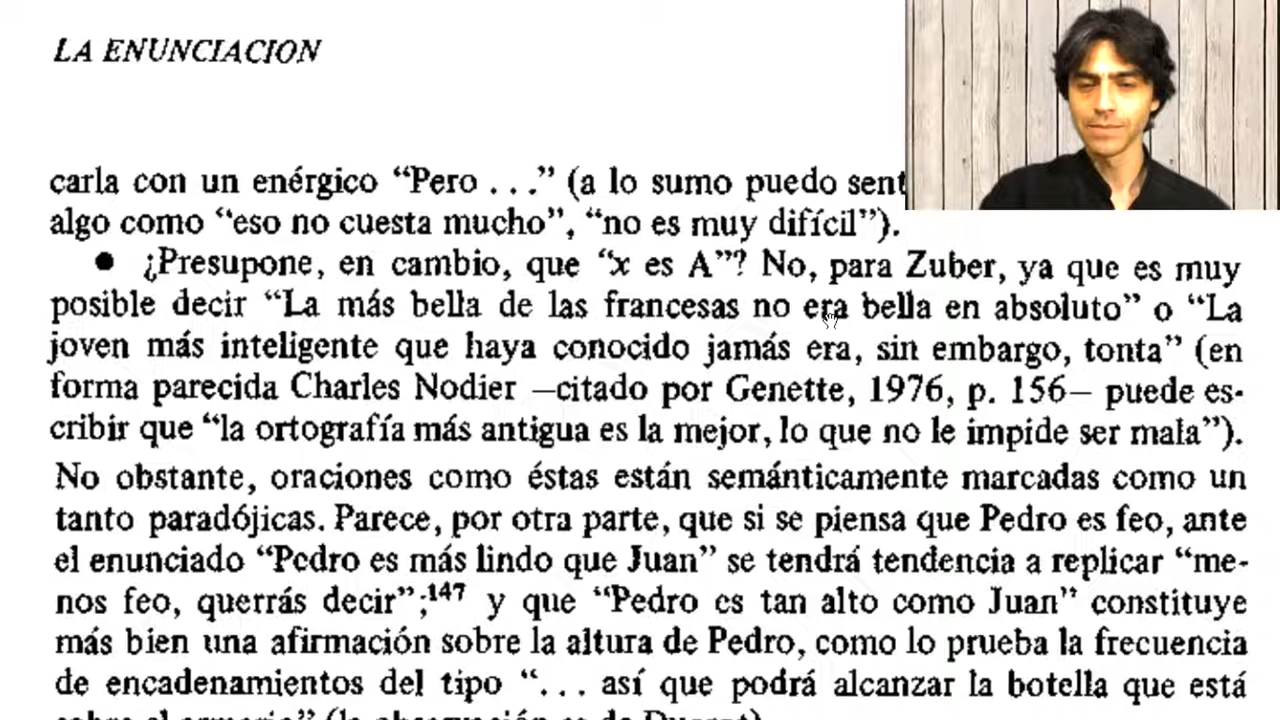 LA ENUNCIACION
carla con un enérgico “Pero . . .” (a lo sumo puedo sent
algo como “eso no cuesta mucho”, “no es muy difícil”).
● ¿Presupone, en cambio, que “x es A”? No, para Zuber, ya que es muy
posible decir “La más bella de las francesas no era bella en absoluto” o “La
joven más inteligente que haya conocido jamás era, sin embargo, tonta” (en
forma parecida Charles Nodier —citado por Genette, 1976, p. 156— puede es-
cribir que “la ortografía más antigua es la mejor, lo que no le impide ser mala”).
No obstante, oraciones como éstas están semánticamente marcadas como un
tanto paradójicas. Parece, por otra parte, que si se piensa que Pedro es feo, ante
el enunciado “Pedro es más lindo que Juan” se tendrá tendencia a replicar “me-
nos feo, querrás decir”;147 y que “Pedro es tan alto como Juan” constituye
más bien una afirmación sobre la altura de Pedro, como lo prueba la frecuencia
de encadenamientos del tipo “. . . así que podrá alcanzar la botella que está
sobre el armario” (la observación es de Ducrot).